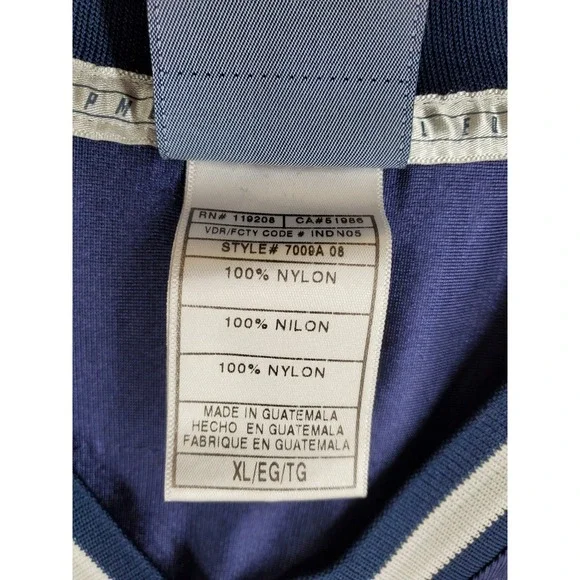 P M E
L E Q
RN# 119208 CA#51986
VDR/FCTY CODE # INDN05
STYLE# 7009A 08
100% NYLON
100% NILON
100% NYLON
MADE IN GUATEMALA
HECHO EN GUATEMALA
FABRIQUE EN GUATEMALA
XL/EG/TG